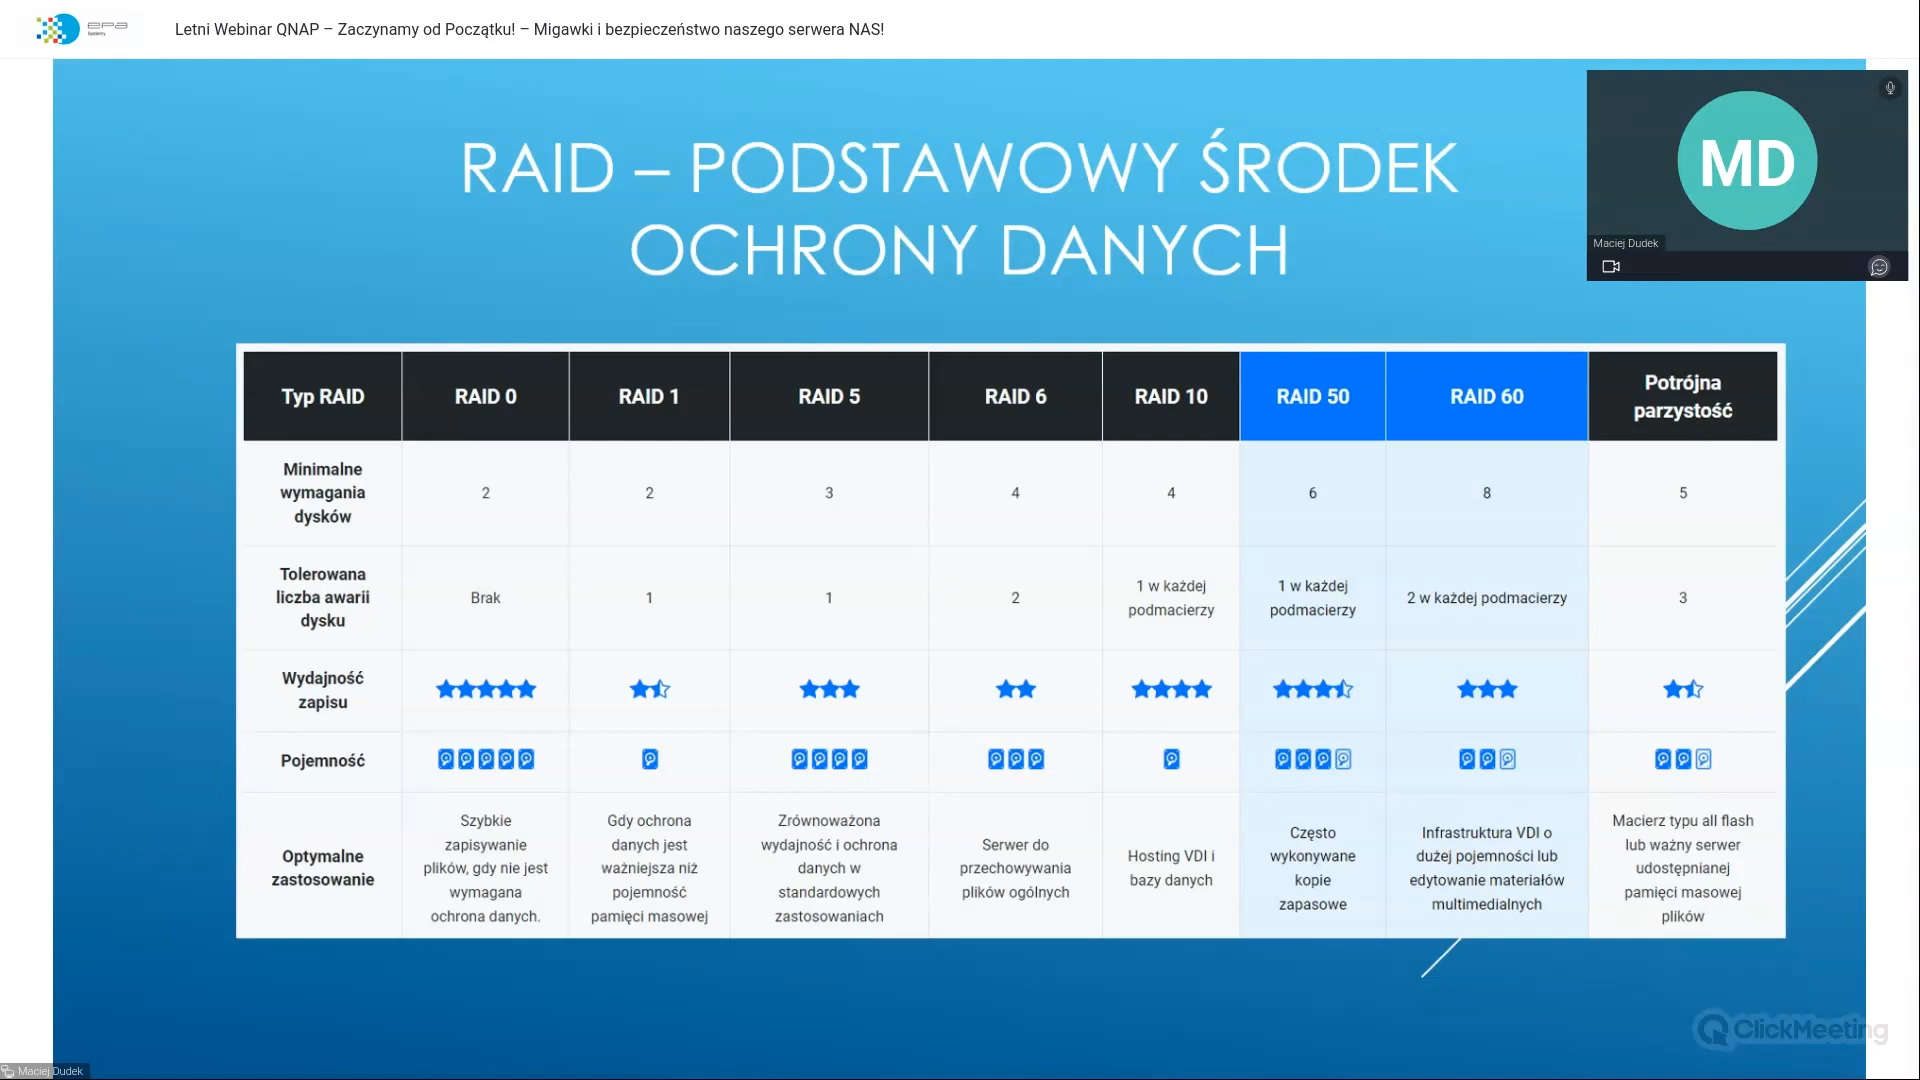 epa
Systemy
Letni Webinar QNAP – Zaczynamy od Początku! – Migawki i bezpieczeństwo naszego serwera NAS!
RAID – PODSTAWOWY ŚRODEK
OCHRONY DANYCH
MD
Maciej Dudek
Typ RAID
RAID 0
RAID 1
RAID 5
RAID 6
RAID 10
RAID 50
RAID 60
Potrójna
parzystość
Minimalne
wymagania
dysków
2
2
3
4
4
6
8
5
Tolerowana
liczba awarii
dysku
Brak
1
1
2
1 w każdej
podmacierzy
1 w każdej
podmacierzy
2 w każdej podmacierzy
3
Wydajność
zapisu
Pojemność
Optymalne
zastosowanie
Szybkie
zapisywanie
plików, gdy nie jest
wymagana
ochrona danych.
Gdy ochrona
danych jest
ważniejsza niż
pojemność
pamięci masowej
Zrównoważona
wydajność i ochrona
danych w
standardowych
zastosowaniach
Serwer do
przechowywania
plików ogólnych
Hosting VDI i
bazy danych
Często
wykonywane
kopie
zapasowe
Infrastruktura VDI o
dużej pojemności lub
edytowanie materiałów
multimedialnych
Macierz typu all flash
lub ważny serwer
udostępnianej
pamięci masowej
plików
ClickMeeting
Maciej Dudek